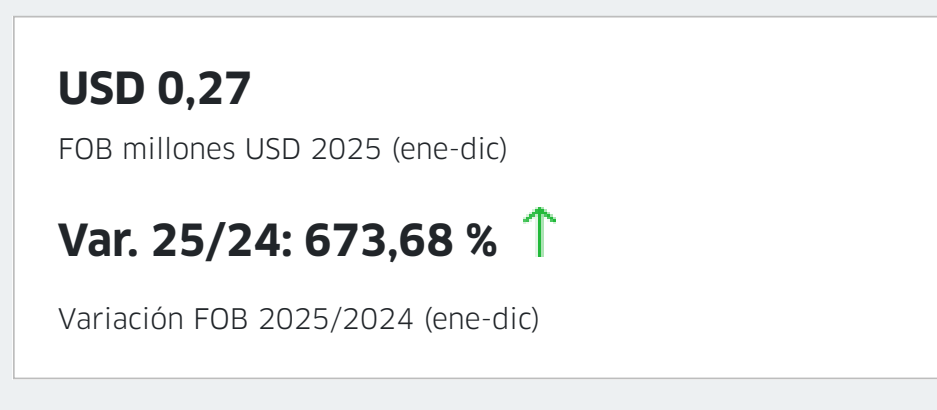 USD 0,27
FOB millones USD 2025 (ene-dic)
Var. 25/24: 673,68 % ↑
Variación FOB 2025/2024 (ene-dic)